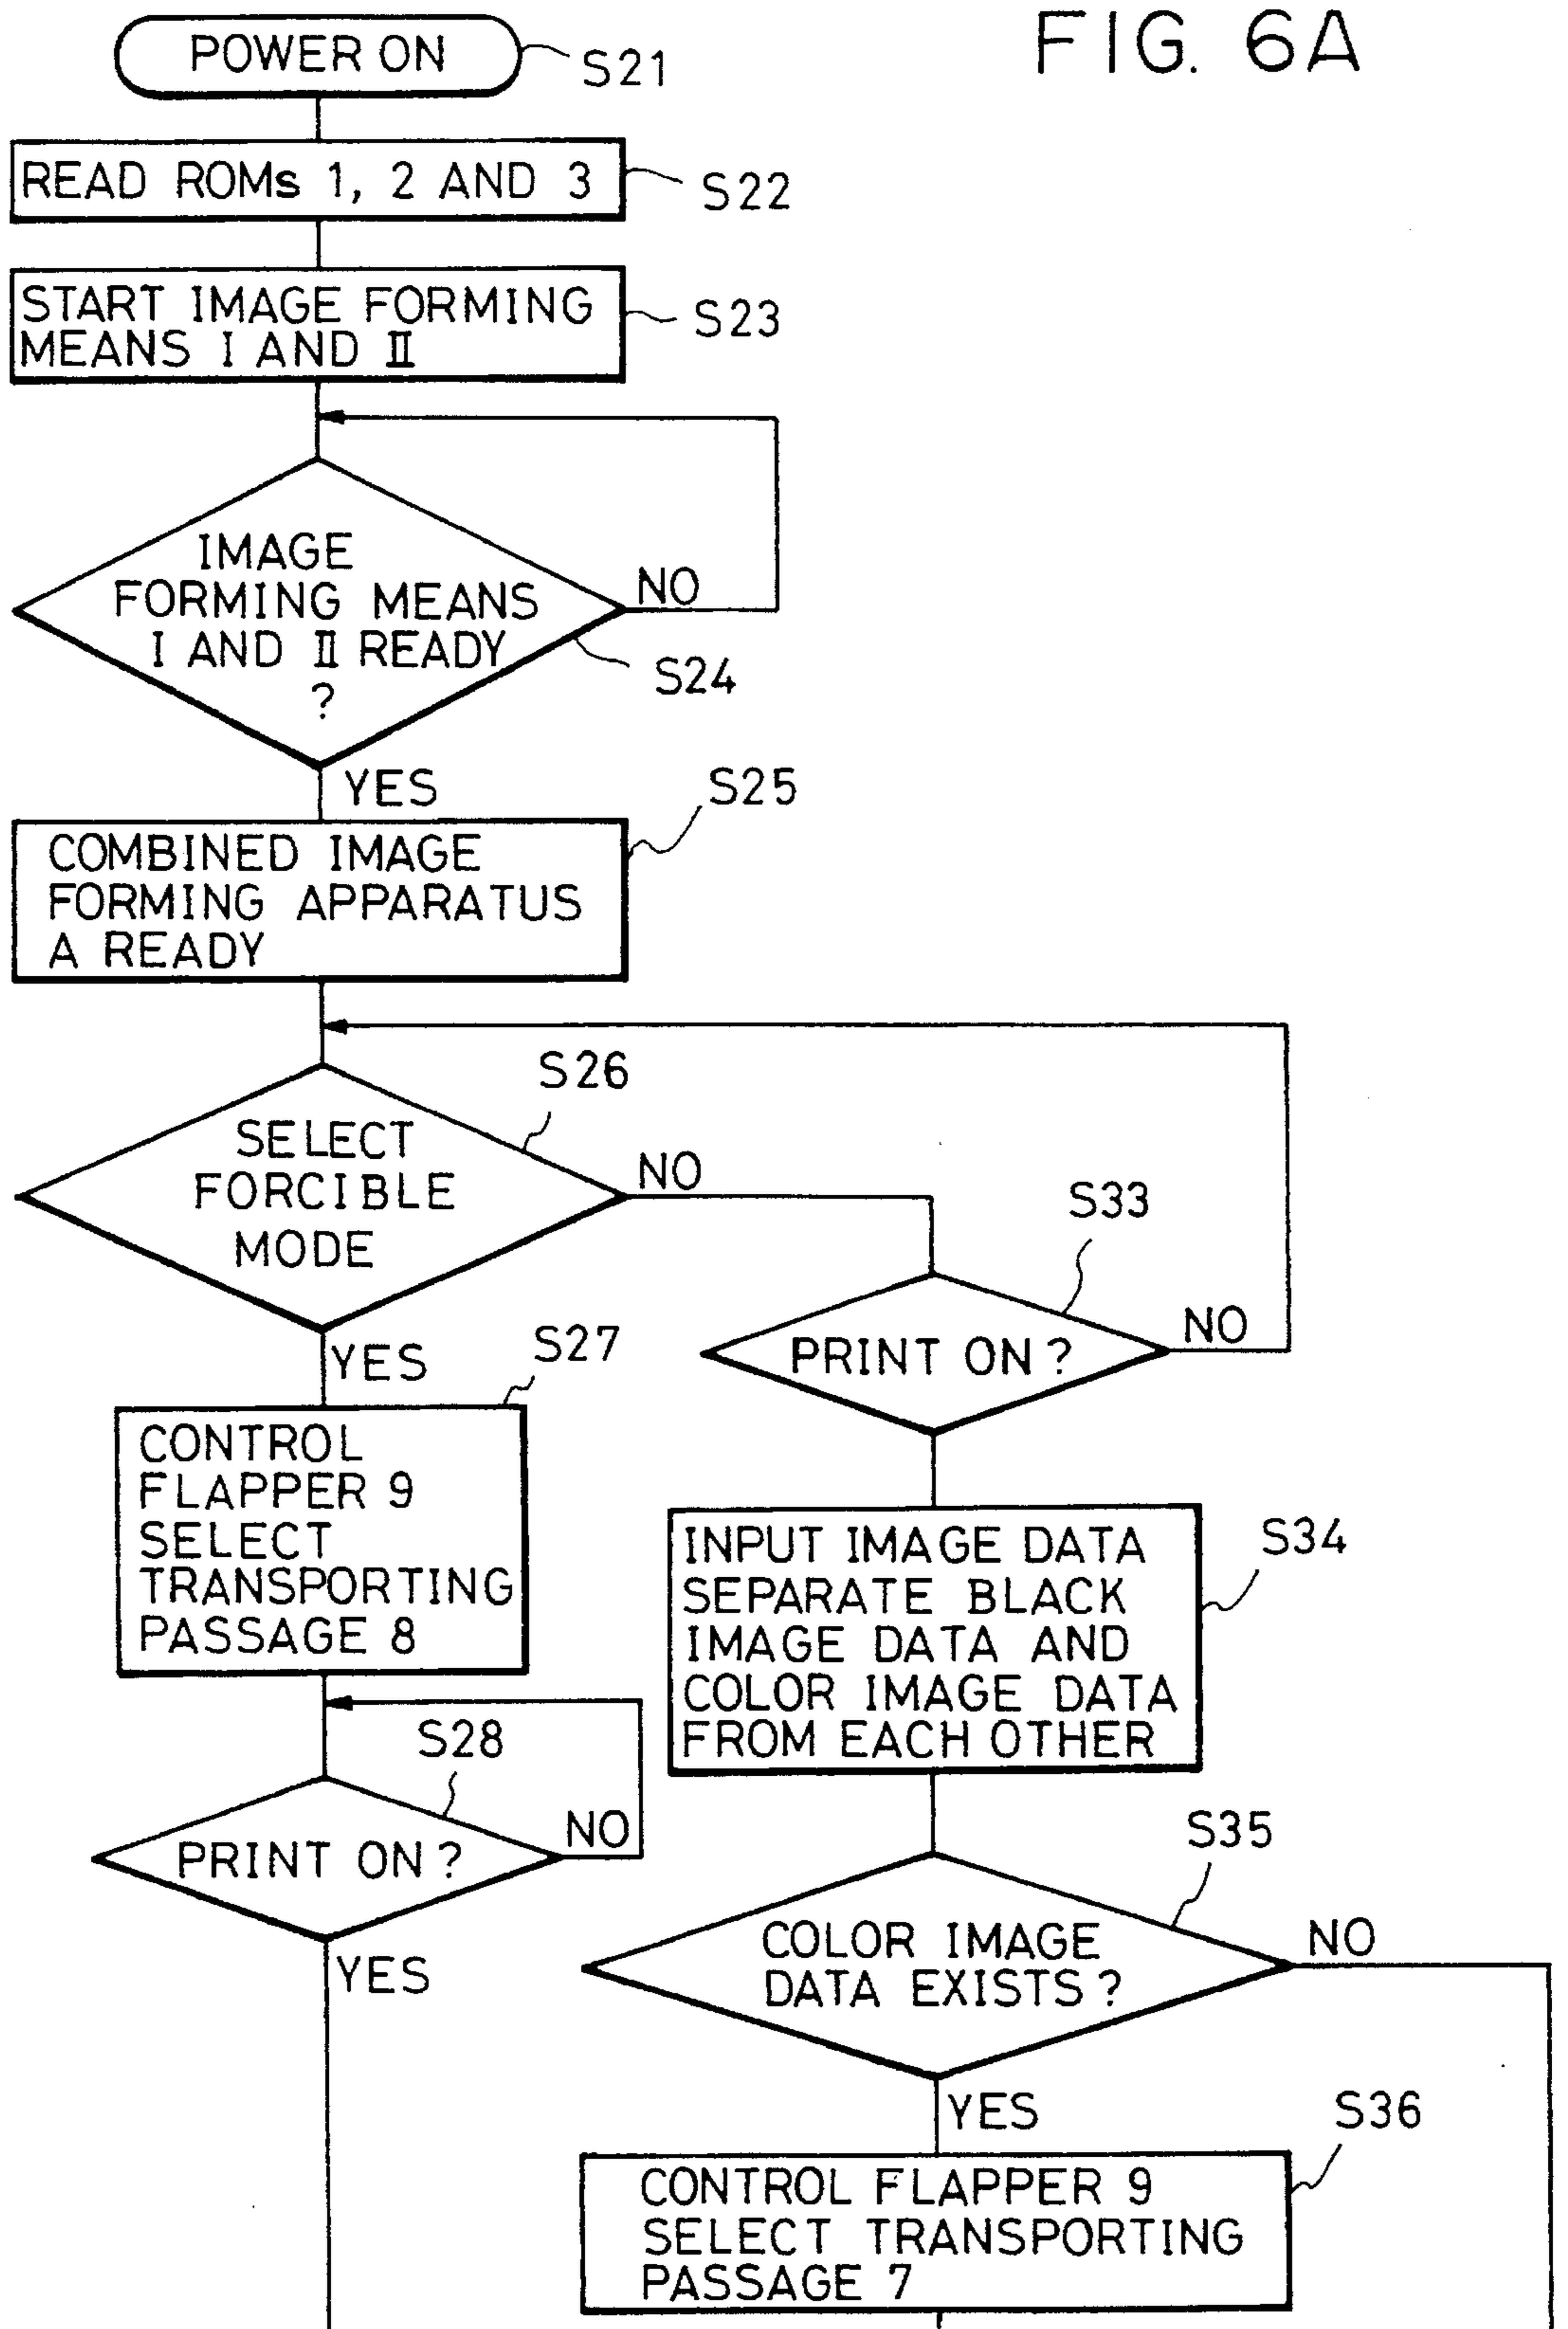 FIG. 6A
POWER ON
S21
READ ROMs 1, 2 AND 3
S22
START IMAGE FORMING
MEANS I AND II
S23
IMAGE
FORMING MEANS
I AND II READY
?
NO
S24
YES
S25
COMBINED IMAGE
FORMING APPARATUS
A READY
S26
SELECT
FORCIBLE
MODE
NO
YES
S27
CONTROL
FLAPPER 9
SELECT
TRANSPORTING
PASSAGE 8
S28
PRINT ON?
NO
YES
S33
PRINT ON?
NO
S34
INPUT IMAGE DATA
SEPARATE BLACK
IMAGE DATA AND
COLOR IMAGE DATA
FROM EACH OTHER
S35
COLOR IMAGE
DATA EXISTS?
NO
YES
S36
CONTROL FLAPPER 9
SELECT TRANSPORTING
PASSAGE 7